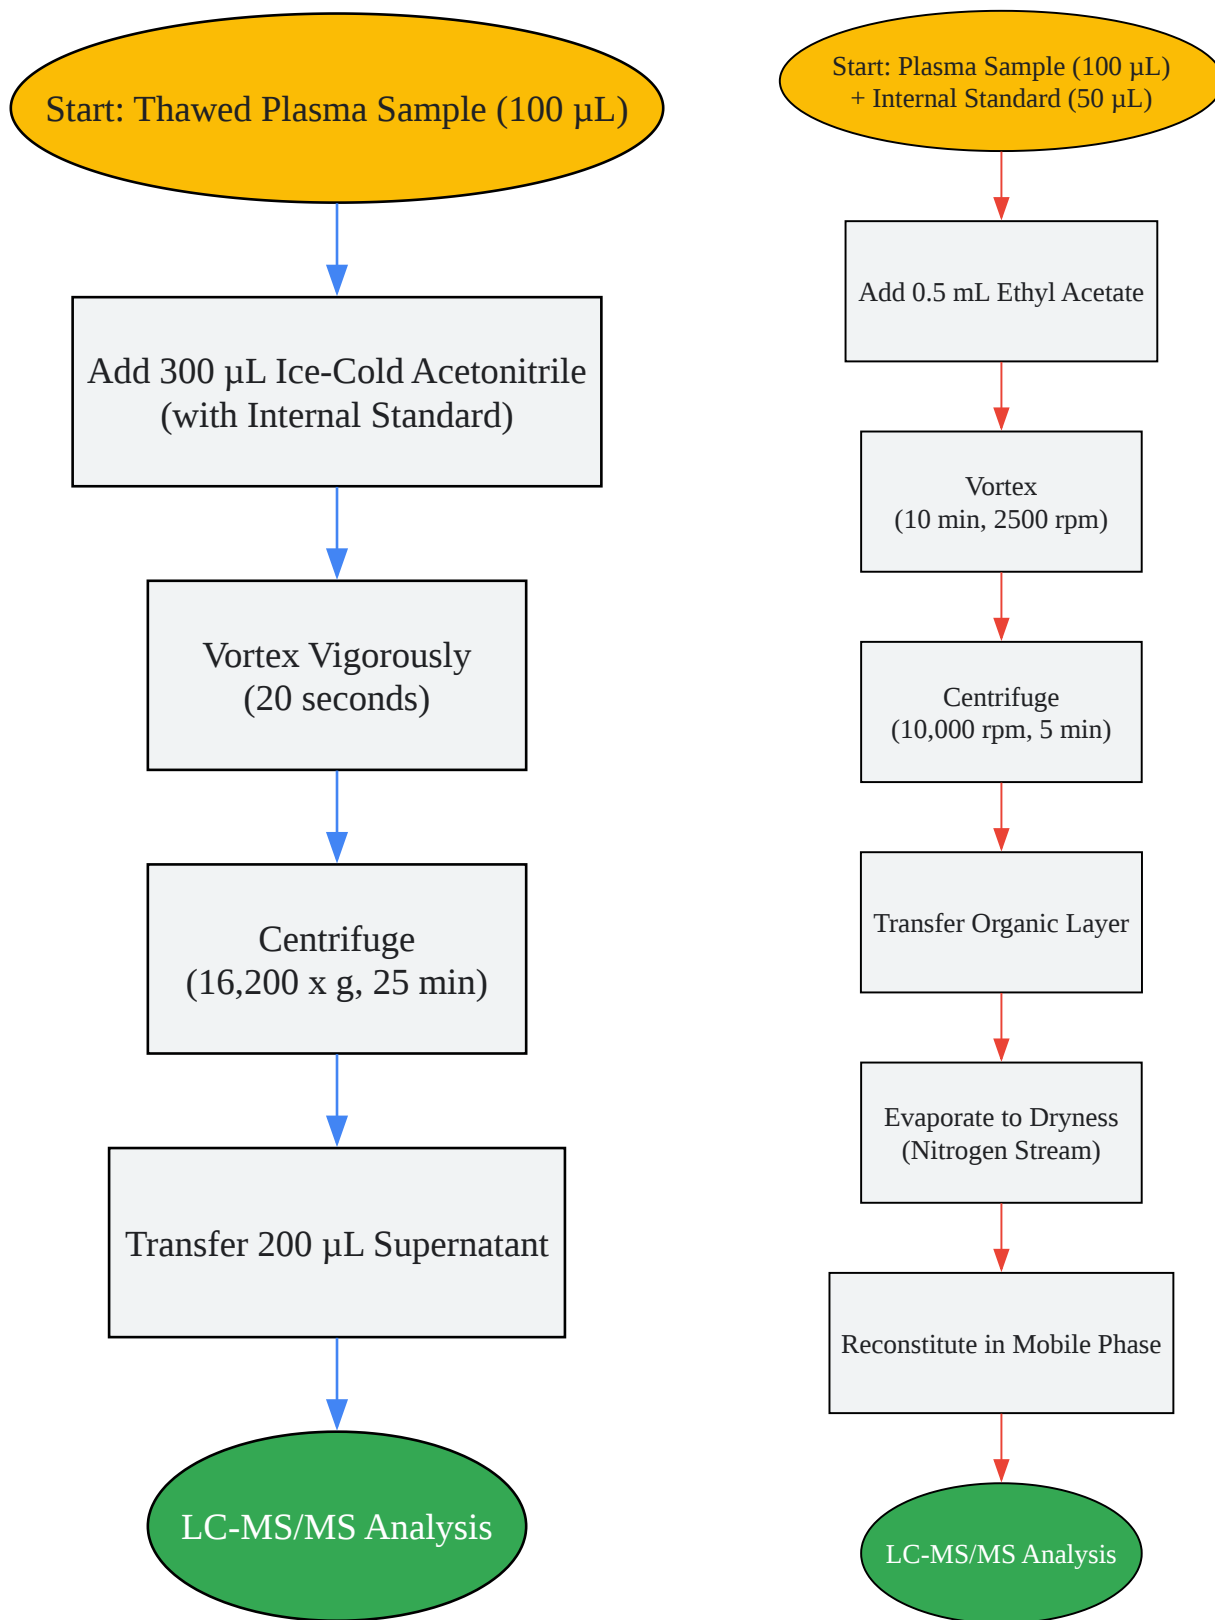 Start: Thawed Plasma Sample (100 µL)
Add 300 µL Ice-Cold Acetonitrile
(with Internal Standard)
Vortex Vigorously
(20 seconds)
Centrifuge
(16,200 x g, 25 min)
Transfer 200 µL Supernatant
LC-MS/MS Analysis
Start: Plasma Sample (100 µL)
+ Internal Standard (50 µL)
Add 0.5 mL Ethyl Acetate
Vortex
(10 min, 2500 rpm)
Centrifuge
(10,000 rpm, 5 min)
Transfer Organic Layer
Evaporate to Dryness
(Nitrogen Stream)
Reconstitute in Mobile Phase
LC-MS/MS Analysis